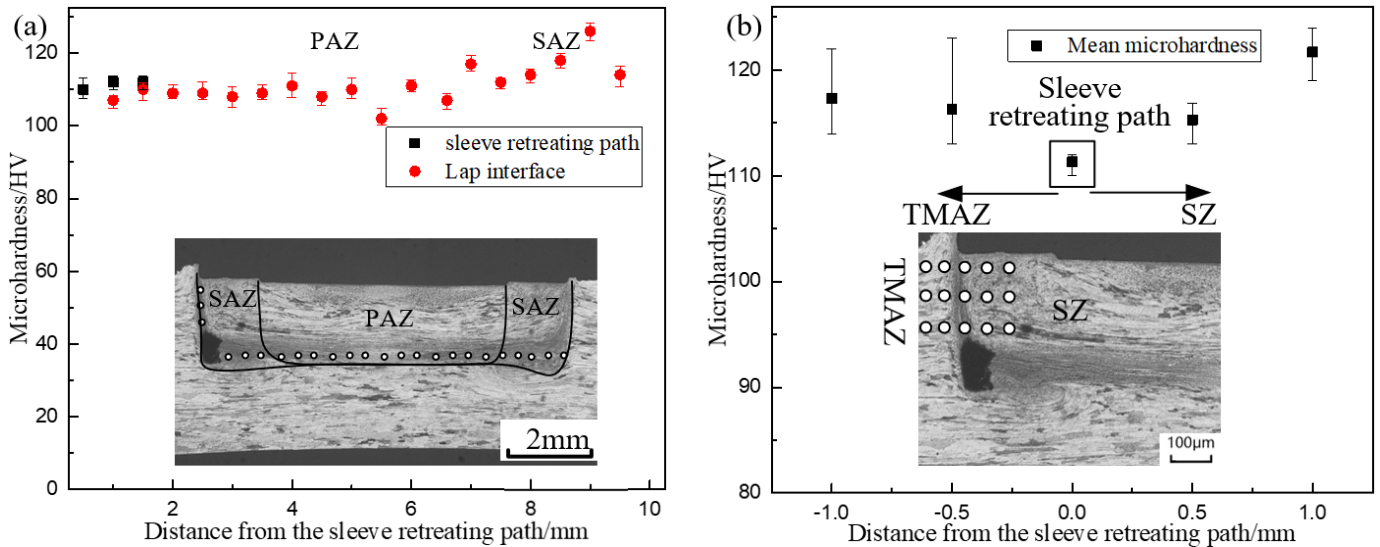 (a)
PAZ
SAZ
sleeve retreating path
Lap interface
SAZ
PAZ
SAZ
2mm
Microhardness/HV
0
20
40
60
80
100
120
2
4
6
8
10
Distance from the sleeve retreating path/mm
(b)
Mean microhardness
Sleeve
retreating path
TMAZ
SZ
TMAZ
SZ
100μm
Microhardness/HV
80
90
100
110
120
-1.0
-0.5
0.0
0.5
1.0
Distance from the sleeve retreating path/mm